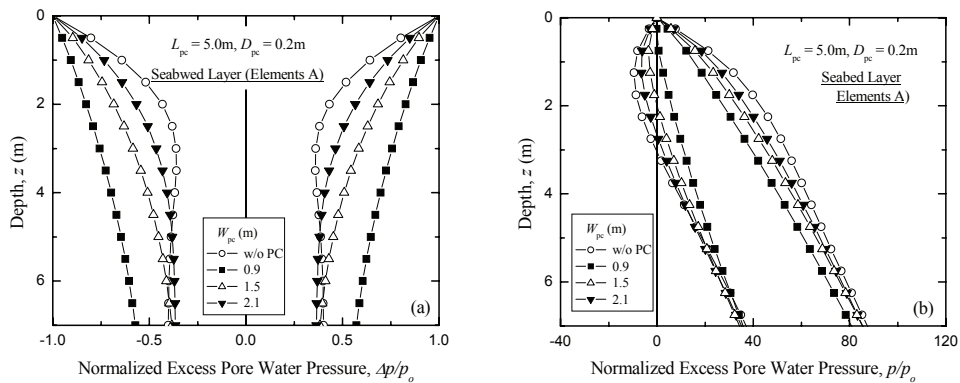 0
2
4
6
Depth, z (m)
L_pc = 5.0m, D_pc = 0.2m
Seabwed Layer (Elements A)
W_pc (m)
w/o PC
0.9
1.5
2.1
(a)
-1.0 -0.5 0.0 0.5 1.0
Normalized Excess Pore Water Pressure, Δp/p_o
0
2
4
6
Depth, z (m)
L_pc = 5.0m, D_pc = 0.2m
Seabed Layer
Elements A)
W_pc (m)
w/o PC
0.9
1.5
2.1
(b)
-40 0 40 80 120
Normalized Excess Pore Water Pressure, p/p_o